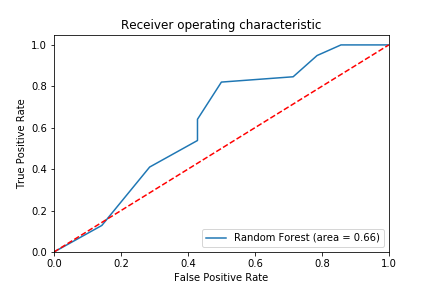 Receiver operating characteristic
1.0
0.8
0.6
0.4
0.2
0.0
True Positive Rate
Random Forest (area = 0.66)
0.0 0.2 0.4 0.6 0.8 1.0
False Positive Rate